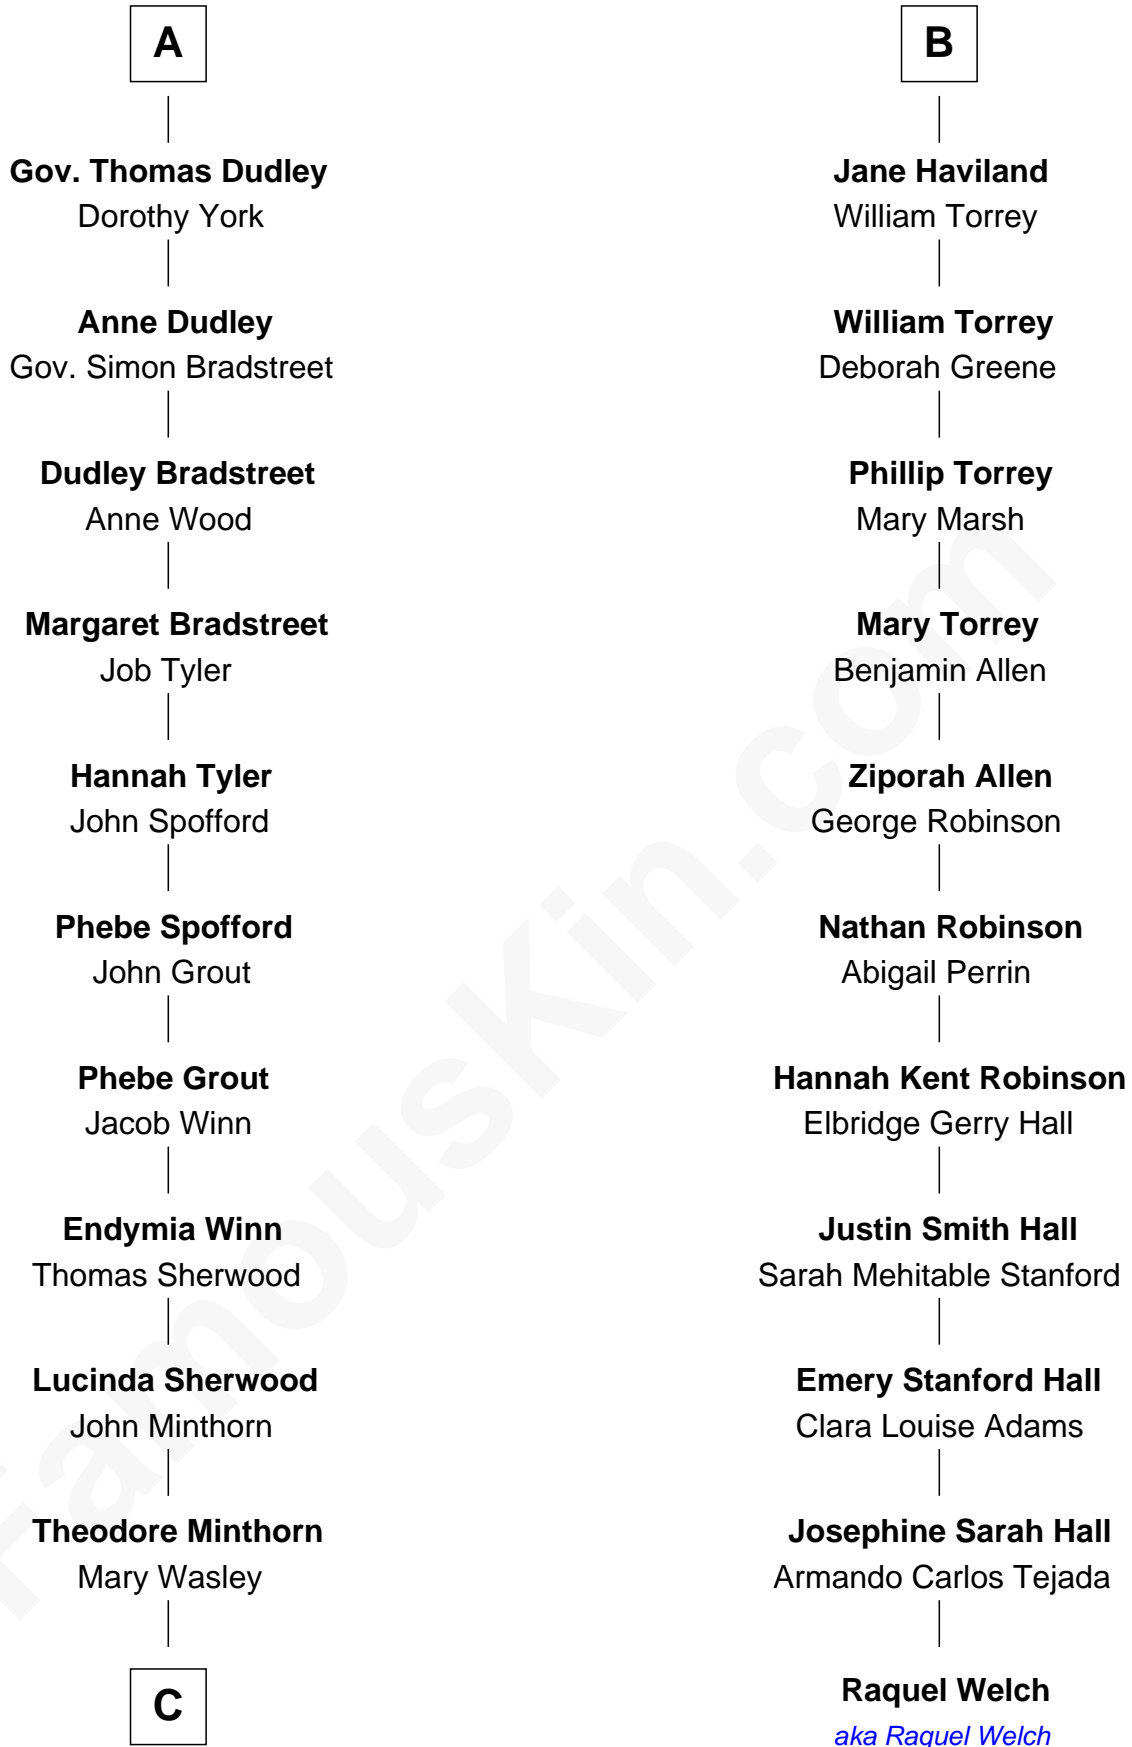 A
Gov. Thomas Dudley
Dorothy York
Anne Dudley
Gov. Simon Bradstreet
Dudley Bradstreet
Anne Wood
Margaret Bradstreet
Job Tyler
Hannah Tyler
John Spofford
Phebe Spofford
John Grout
Phebe Grout
Jacob Winn
Endymia Winn
Thomas Sherwood
Lucinda Sherwood
John Minthorn
Theodore Minthorn
Mary Wasley
C
B
Jane Haviland
William Torrey
William Torrey
Deborah Greene
Phillip Torrey
Mary Marsh
Mary Torrey
Benjamin Allen
Ziporah Allen
George Robinson
Nathan Robinson
Abigail Perrin
Hannah Kent Robinson
Elbridge Gerry Hall
Justin Smith Hall
Sarah Mehitable Stanford
Emery Stanford Hall
Clara Louise Adams
Josephine Sarah Hall
Armando Carlos Tejada
Raquel Welch
aka Raquel Welch
FamousKin.com